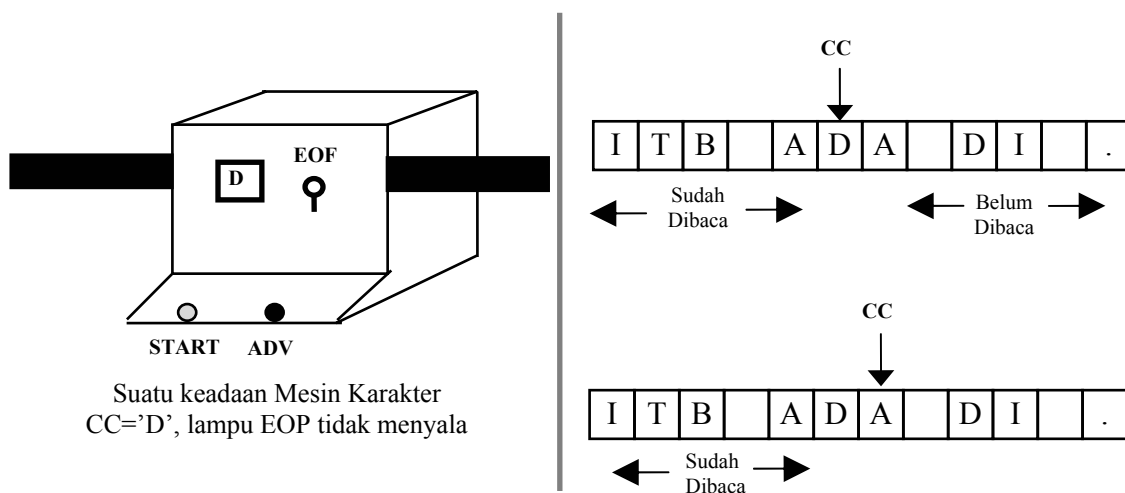 EOF
D
START ADV
Suatu keadaan Mesin Karakter
CC=’D’, lampu EOP tidak menyala
CC
I T B A D A D I .
Sudah
Dibaca
Belum
Dibaca
CC
I T B A D A D I .
Sudah
Dibaca